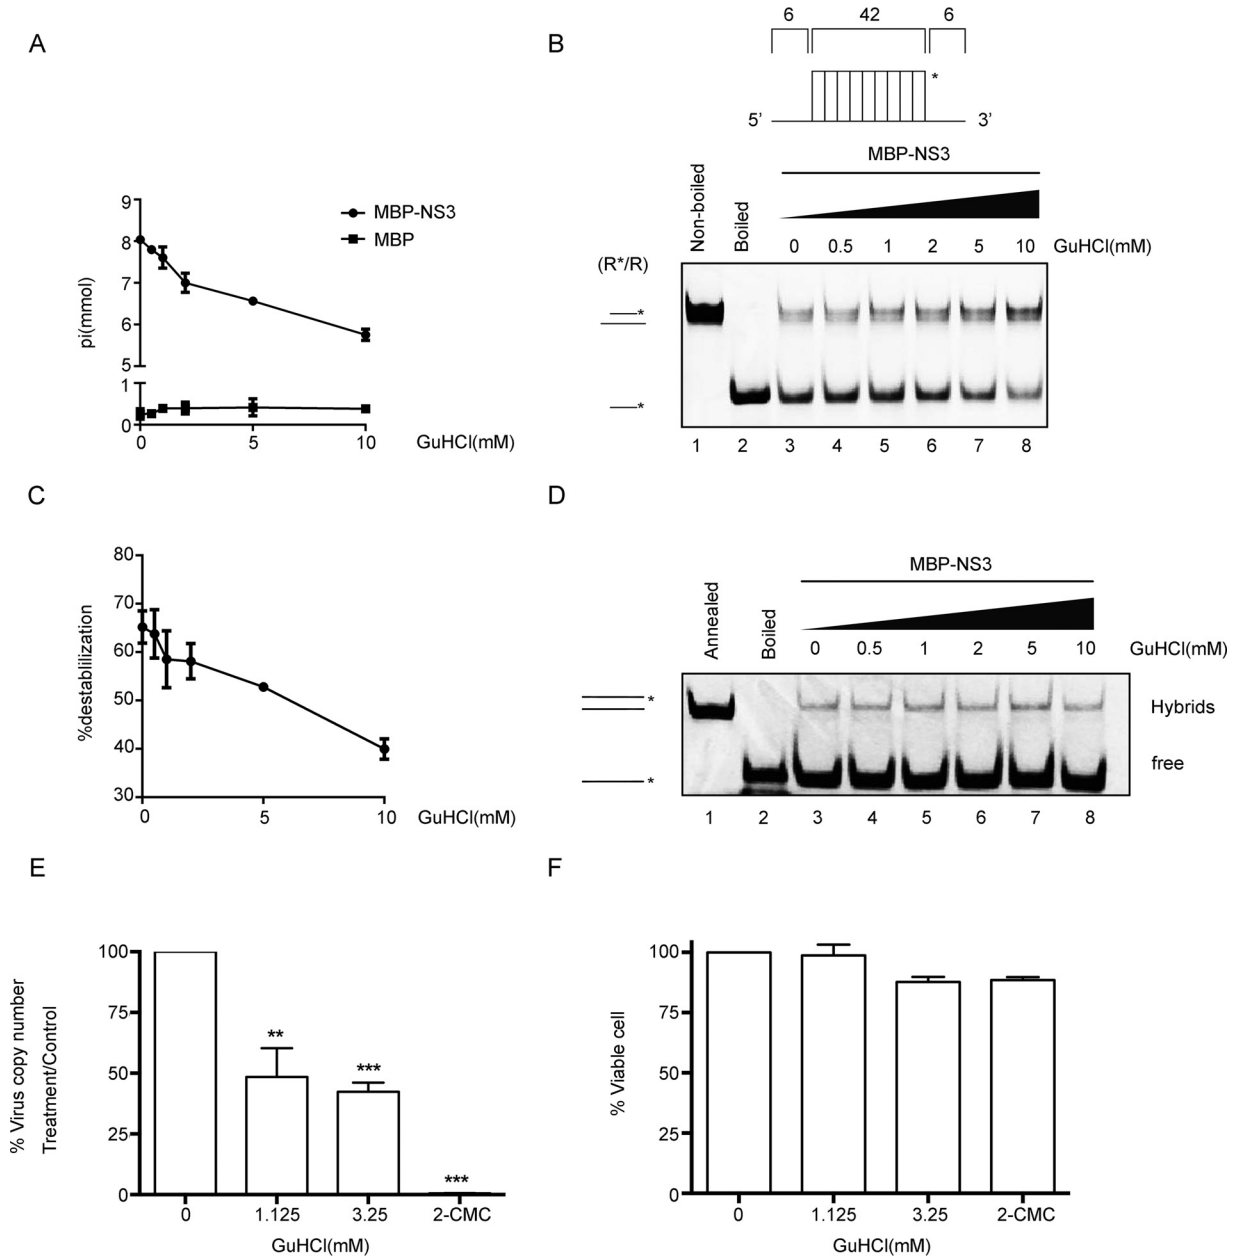 A
9
8
7
6
5
1
0
pi(mmol)
MBP-NS3
MBP
0
5
10
GuHCl(mM)
B
6
42
6
*
5’
3’
MBP-NS3
Non-boiled
Boiled
0
0.5
1
2
5
10
GuHCl(mM)
(R*/R)
*
*
1
2
3
4
5
6
7
8
C
80
70
60
50
40
30
%destablilization
0
5
10
GuHCl(mM)
D
MBP-NS3
Annealed
Boiled
0
0.5
1
2
5
10
GuHCl(mM)
*
Hybrids
free
*
1
2
3
4
5
6
7
8
E
% Virus copy number
Treatment/Control
100
75
50
25
0
**
***
***
0
1.125
3.25
2-CMC
GuHCl(mM)
F
% Viable cell
100
75
50
25
0
0
1.125
3.25
2-CMC
GuHCl(mM)